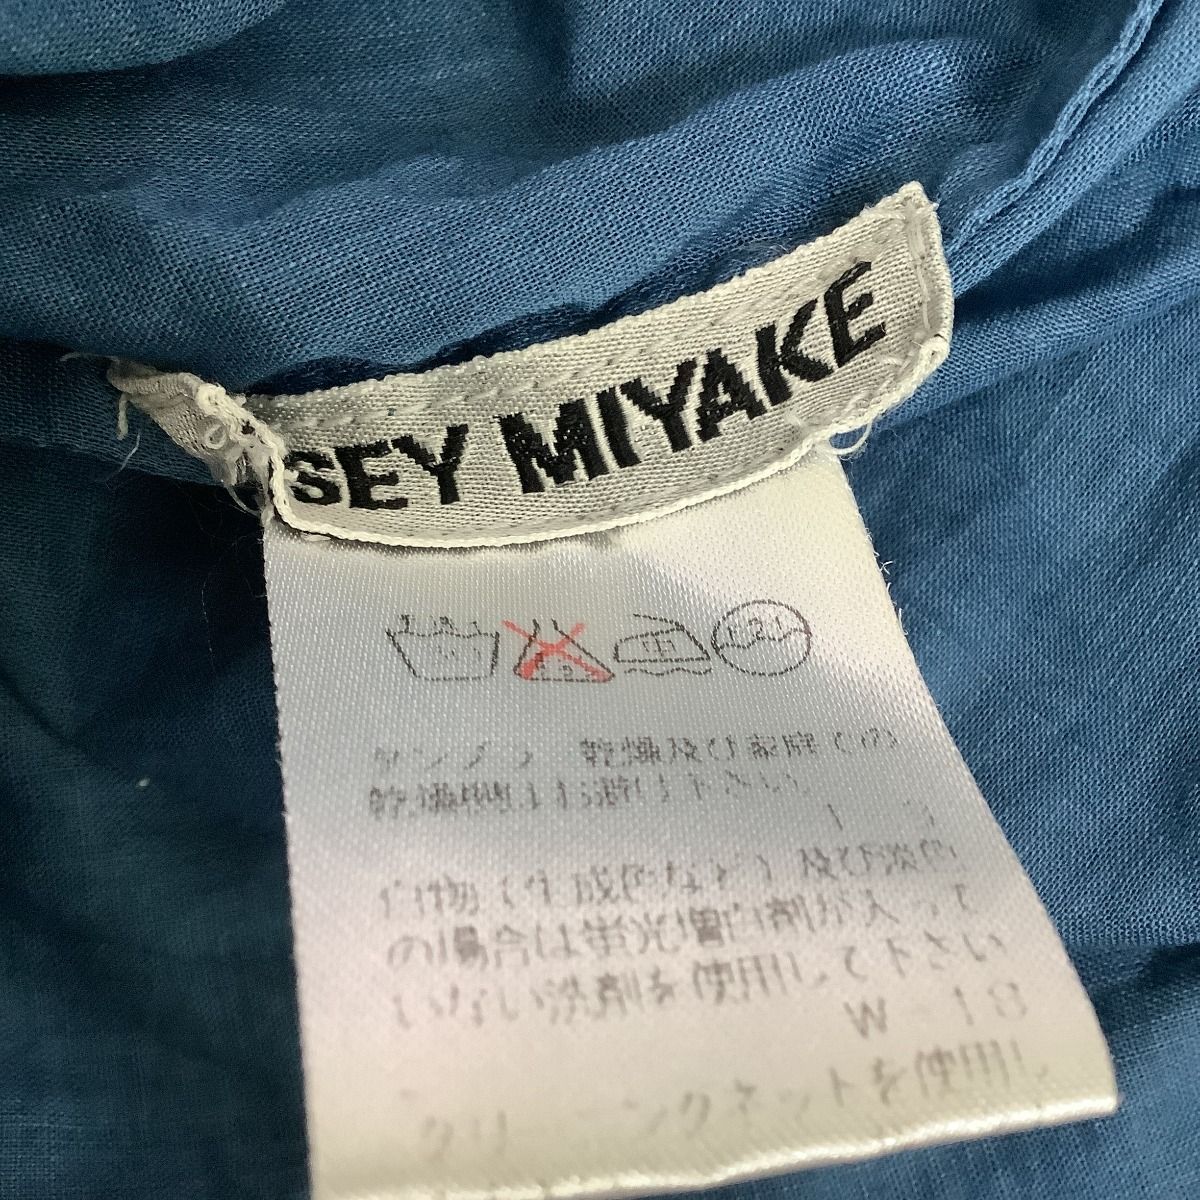 SEY MIYAKE
タンブラー乾燥及び家庭での
乾燥機はお避け下さい
白物(生成色など)及び淡色
の場合は蛍光増白剤が入って
いない洗剤を使用して下さい
W-18
クリーニングネットを使用し